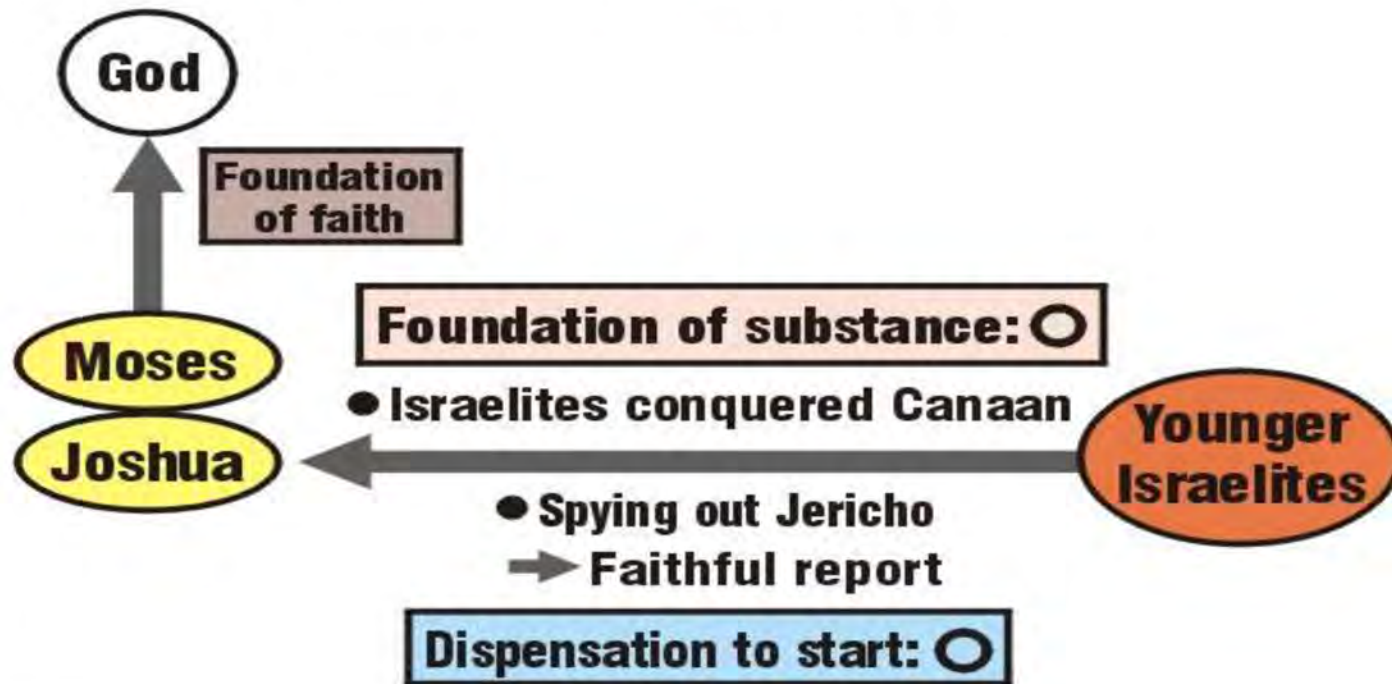 God
Foundation
of faith
Moses
Joshua
Foundation of substance: O
● Israelites conquered Canaan
Younger
Israelites
● Spying out Jericho
➡ Faithful report
Dispensation to start: O